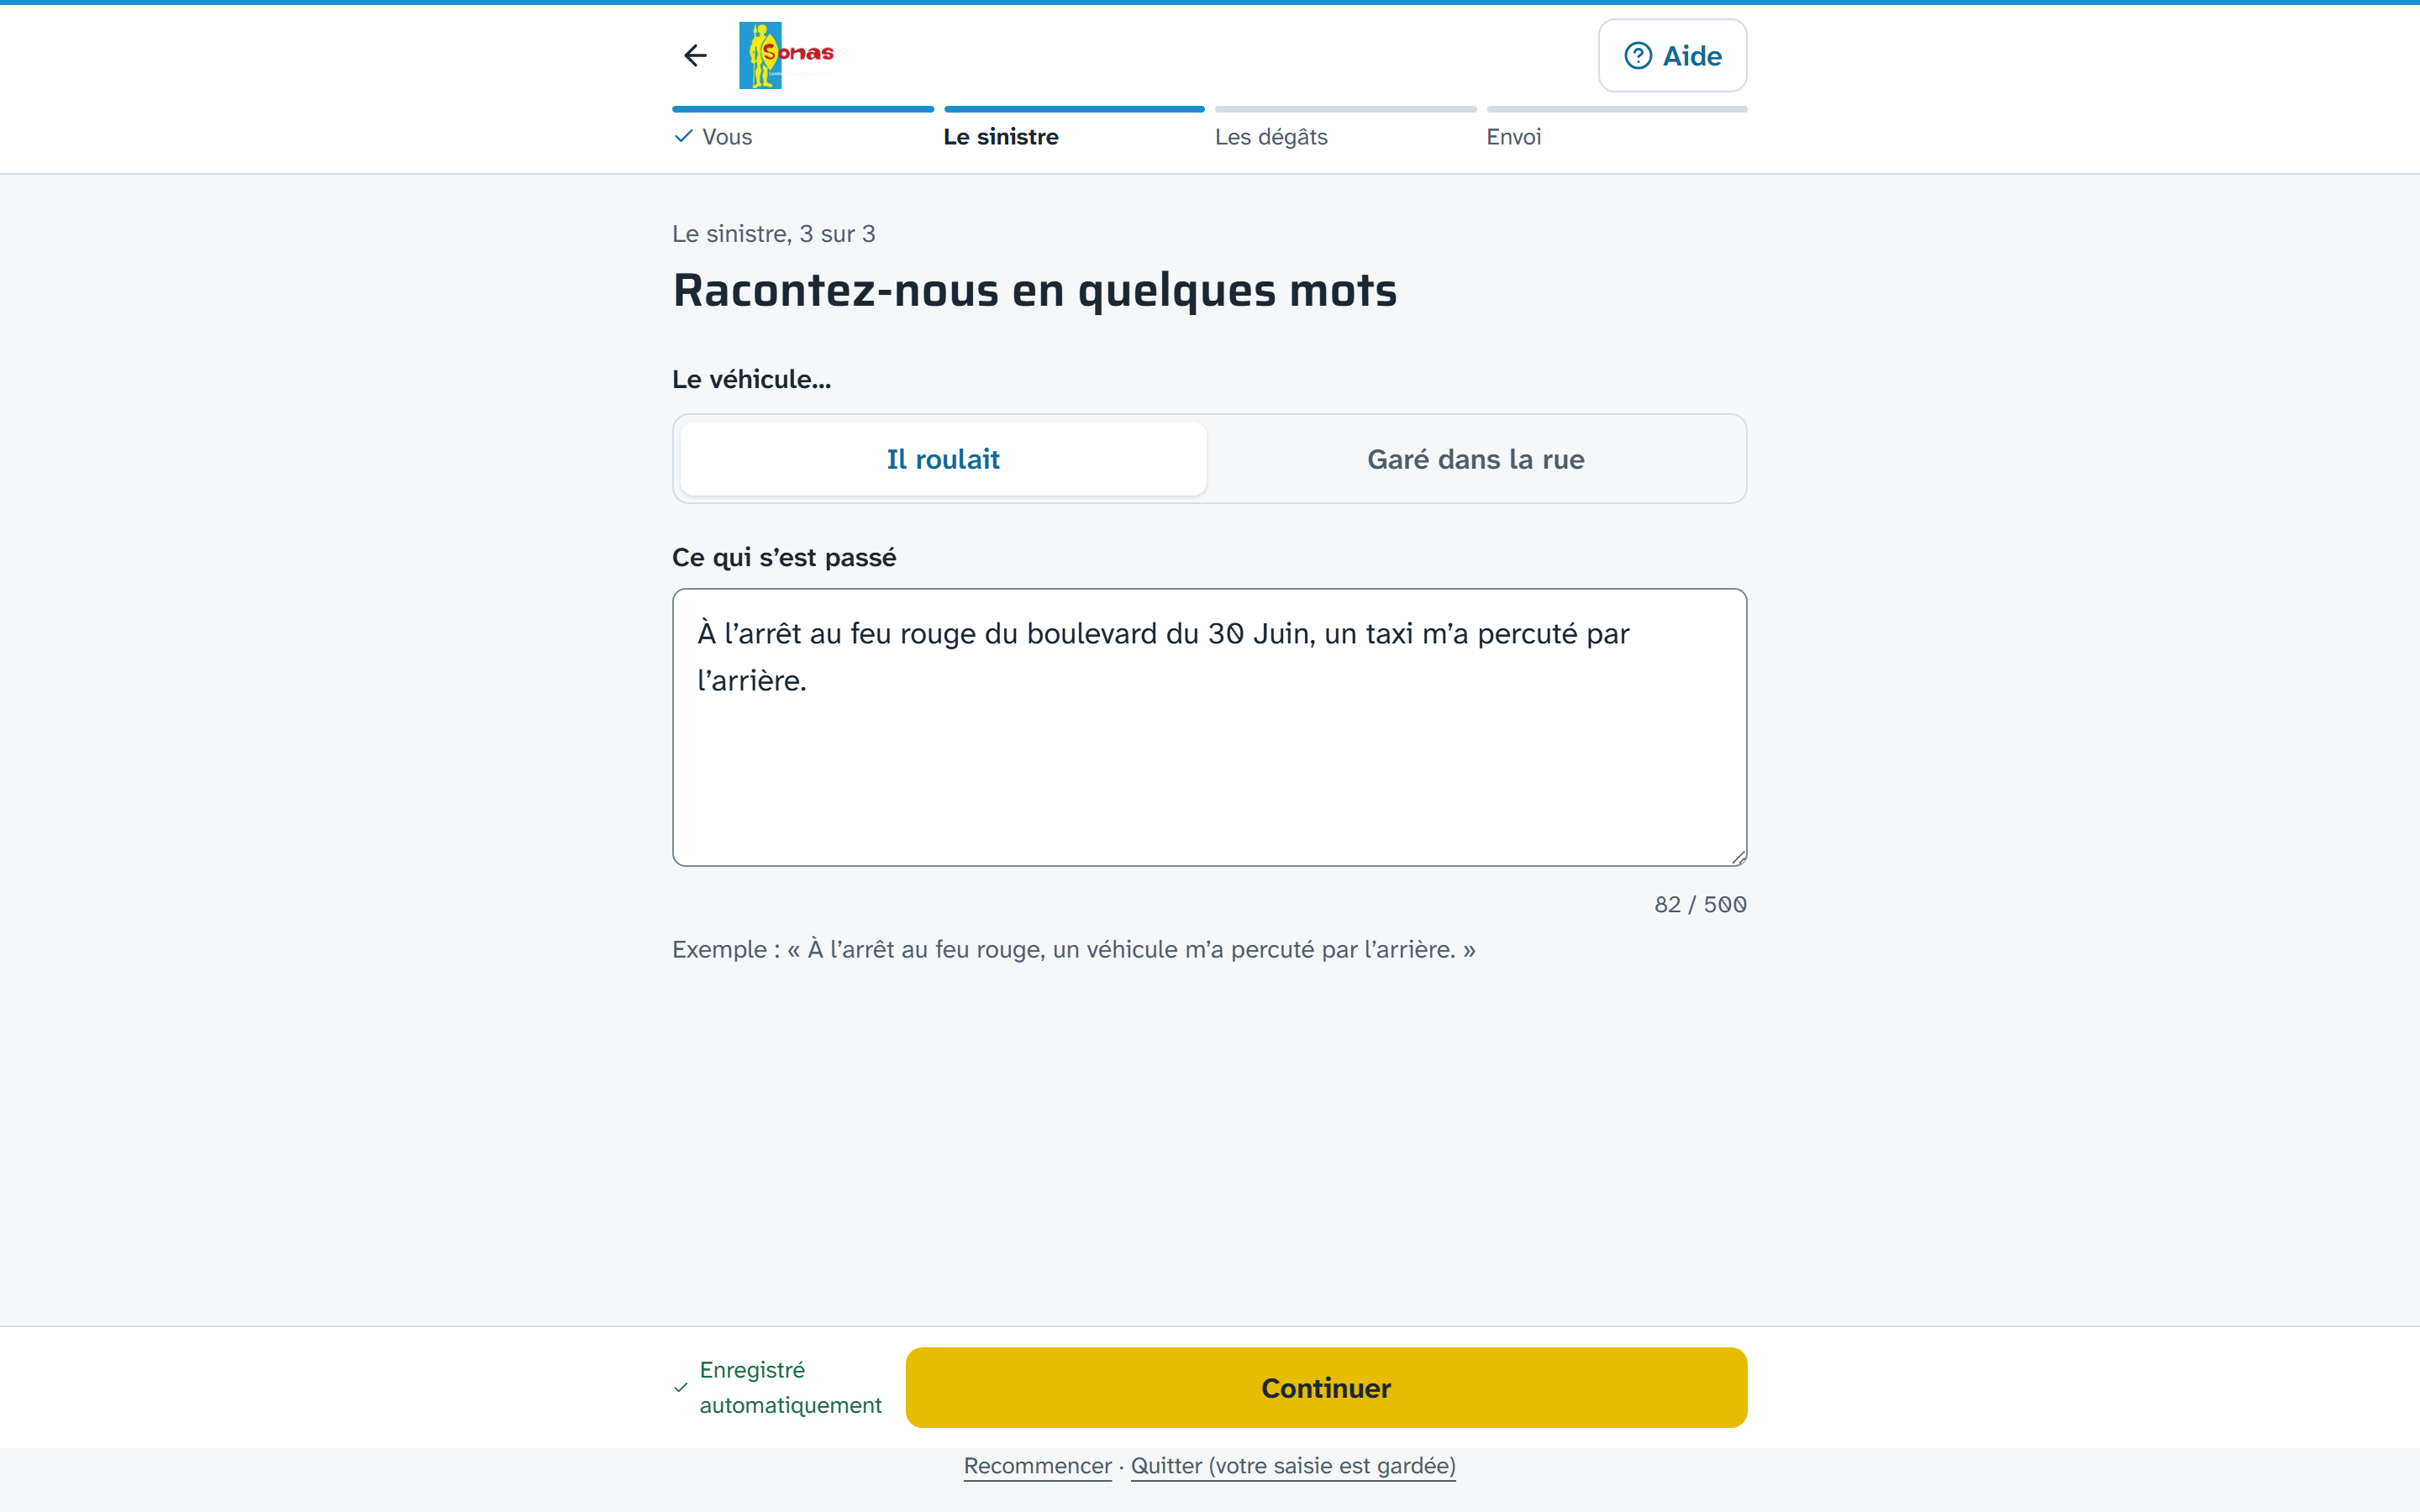 Sonas
Aide
Vous
Le sinistre
Les dégâts
Envoi
Le sinistre, 3 sur 3
Racontez-nous en quelques mots
Le véhicule...
Il roulait
Garé dans la rue
Ce qui s’est passé
À l’arrêt au feu rouge du boulevard du 30 Juin, un taxi m’a percuté par
l’arrière.
82 / 500
Exemple : « À l’arrêt au feu rouge, un véhicule m’a percuté par l’arrière. »
Enregistré
automatiquement
Continuer
Recommencer · Quitter (votre saisie est gardée)